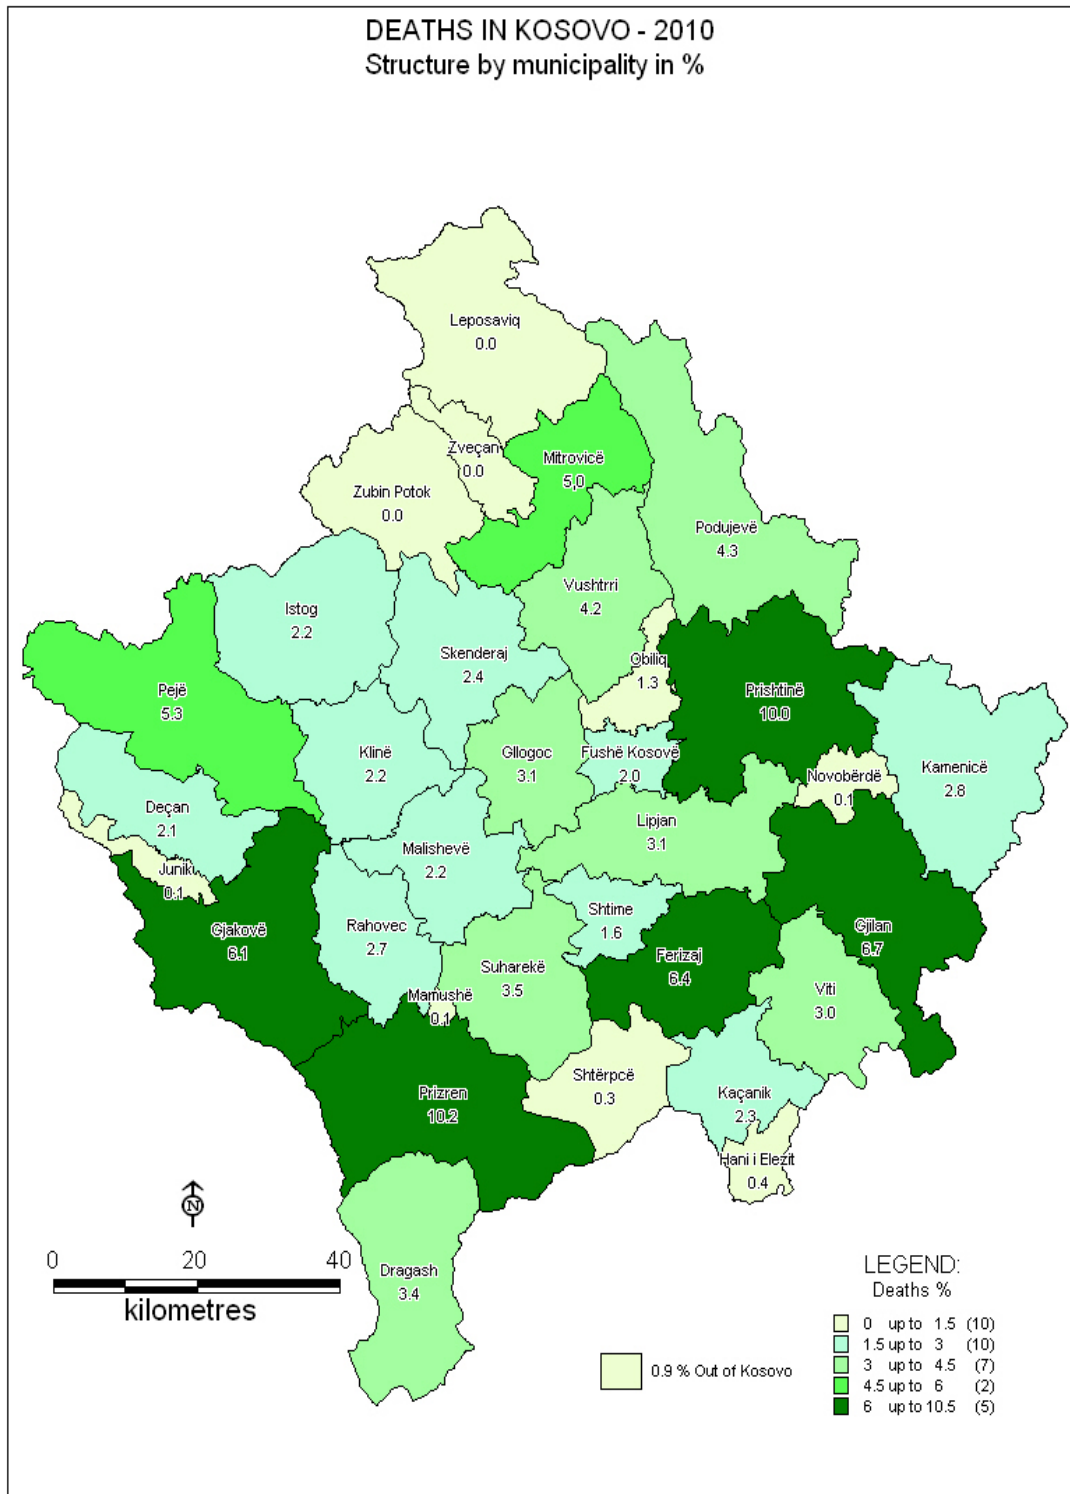 DEATHS IN KOSOVO - 2010
Structure by municipality in %
Leposaviq
0.0
Zveçan
0.0
Mitrovicë
5.0
Zubin Potok
0.0
Podujevë
4.3
Vushtrri
4.2
Istog
2.2
Skenderaj
2.4
Obiliq
1.3
Prishtinë
10.0
Pejë
5.3
Klinë
2.2
Gllogoc
3.1
Fushë Kosovë
2.0
Novobërdë
0.1
Kamenicë
2.8
Deçan
2.1
Lipjan
3.1
Malishevë
2.2
Junik
0.1
Shtime
1.6
Gjakovë
6.1
Rahovec
2.7
Gjilan
6.7
Ferizaj
6.4
Suharekë
3.5
Viti
3.0
Mamushë
0.1
Shtërpcë
0.3
Prizren
10.2
Kaçanik
2.3
Hani i Elezit
0.4
Dragash
3.4
N
0 20 40
kilometres
0.9 % Out of Kosovo
LEGEND:
Deaths %
0 up to 1.5 (10)
1.5 up to 3 (10)
3 up to 4.5 (7)
4.5 up to 6 (2)
6 up to 10.5 (5)